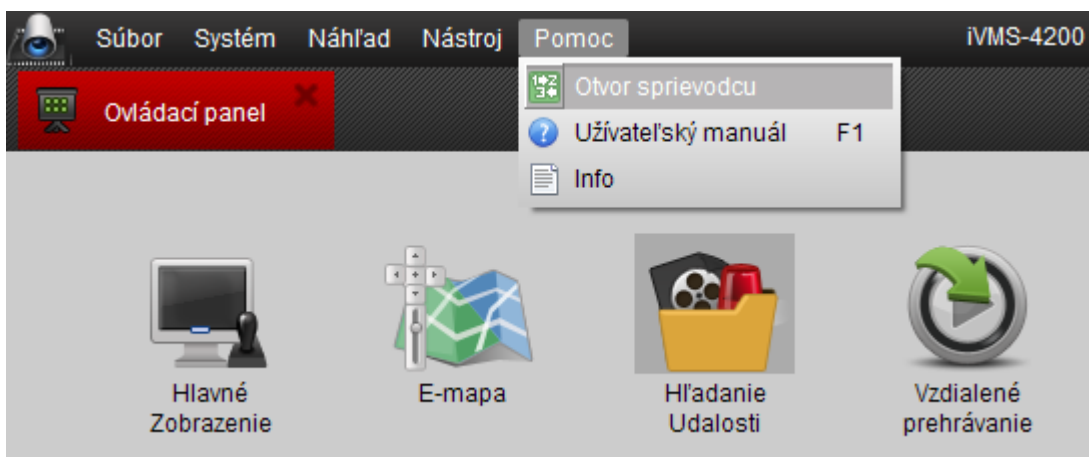 Súbor Systém Náhľad Nástroj Pomoc iVMS-4200
Ovládací panel
Otvor sprievodcu
Užívateľský manuál F1
Info
Hlavné
Zobrazenie
E-mapa
Hľadanie
Udalosti
Vzdialené
prehrávanie